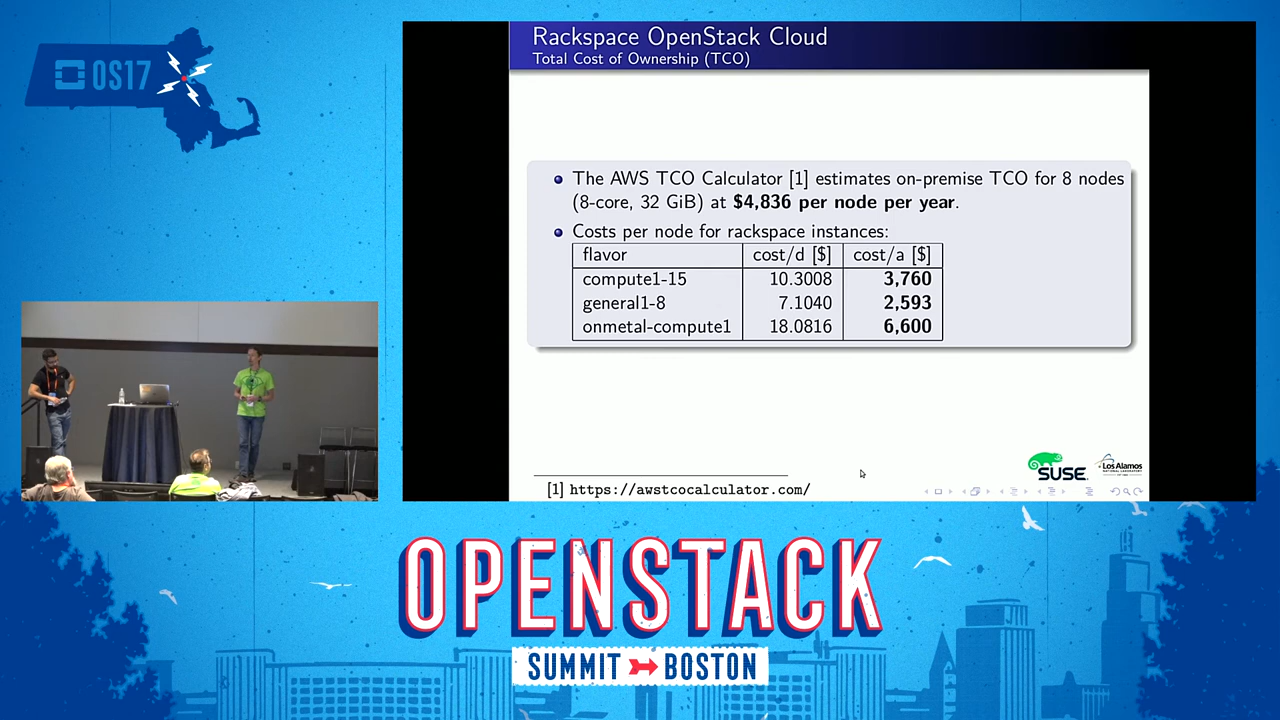 OS17
Rackspace OpenStack Cloud
Total Cost of Ownership (TCO)
The AWS TCO Calculator [1] estimates on-premise TCO for 8 nodes
(8-core, 32 GiB) at $4,836 per node per year.
Costs per node for rackspace instances:
flavor cost/d [$] cost/a [$]
compute1-15 10.3008 3,760
general1-8 7.1040 2,593
onmetal-compute1 18.0816 6,600
[1] https://awstcocalculator.com/
SUSE
Los Alamos
NATIONAL LABORATORY
OPENSTACK
SUMMIT BOSTON